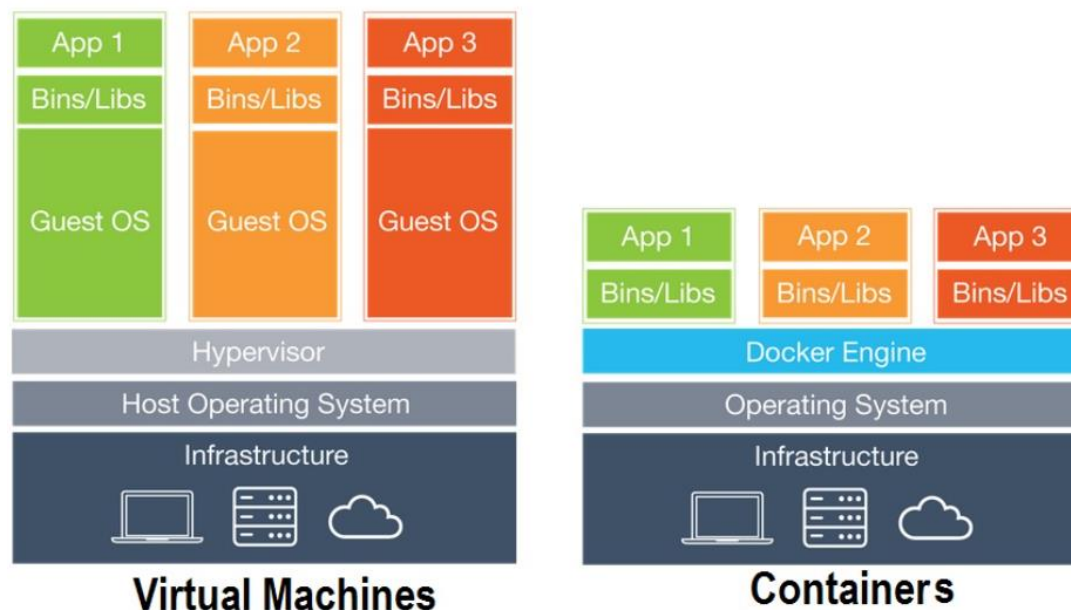 App 1
Bins/Libs
Guest OS
App 2
Bins/Libs
Guest OS
App 3
Bins/Libs
Guest OS
Hypervisor
Host Operating System
Infrastructure
Virtual Machines
App 1
Bins/Libs
App 2
Bins/Libs
App 3
Bins/Libs
Docker Engine
Operating System
Infrastructure
Containers